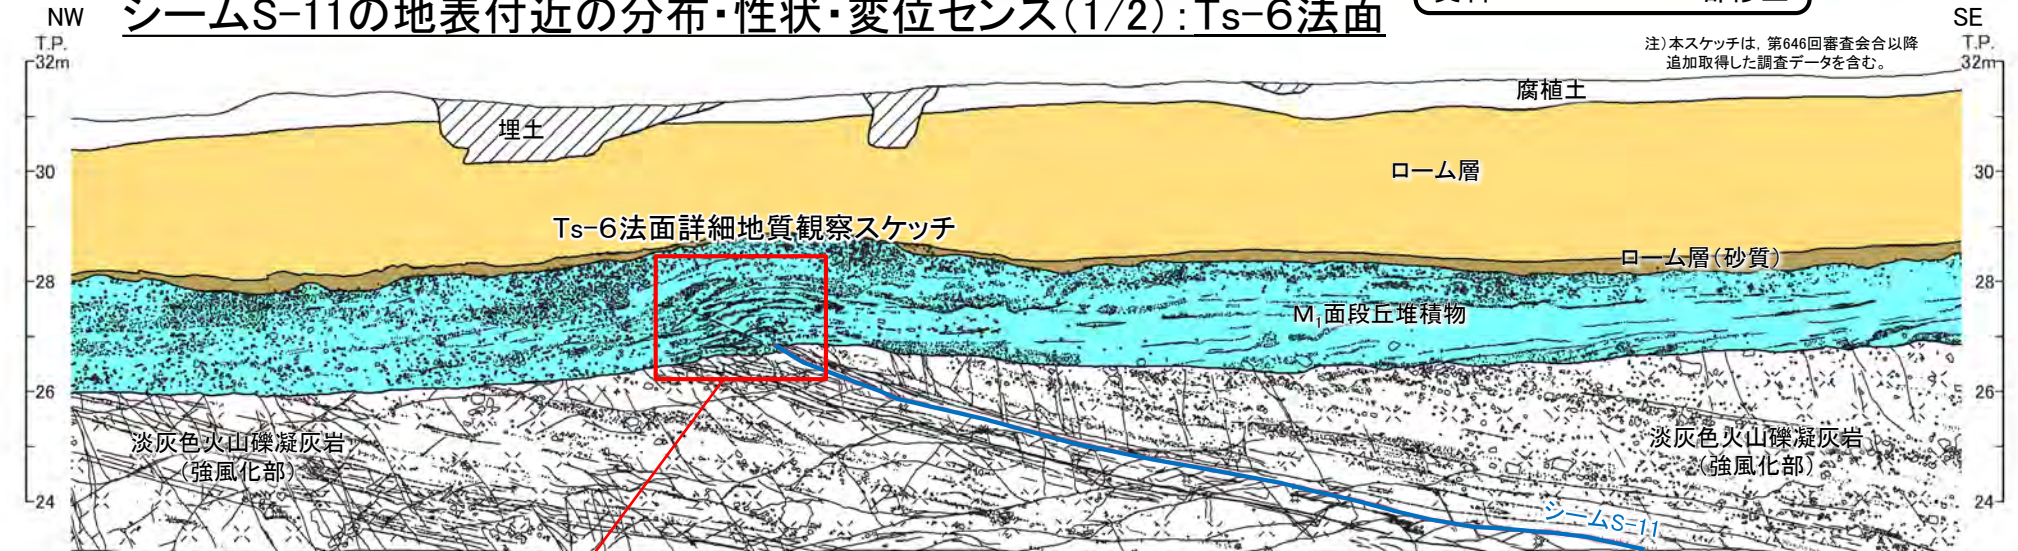 シームS-11の地表付近の分布・性状・変位センス(1/2):Ts-6法面
NW
SE
注)本スケッチは,第646回審査会合以降
追加取得した調査データを含む。
T.P.
32m
T.P.
32m
腐植土
埋土
ローム層
30
30
Ts-6法面詳細地質観察スケッチ
ローム層(砂質)
28
28
M1面段丘堆積物
26
26
淡灰色火山礫凝灰岩
(強風化部)
淡灰色火山礫凝灰岩
(強風化部)
24
24
シームS-11